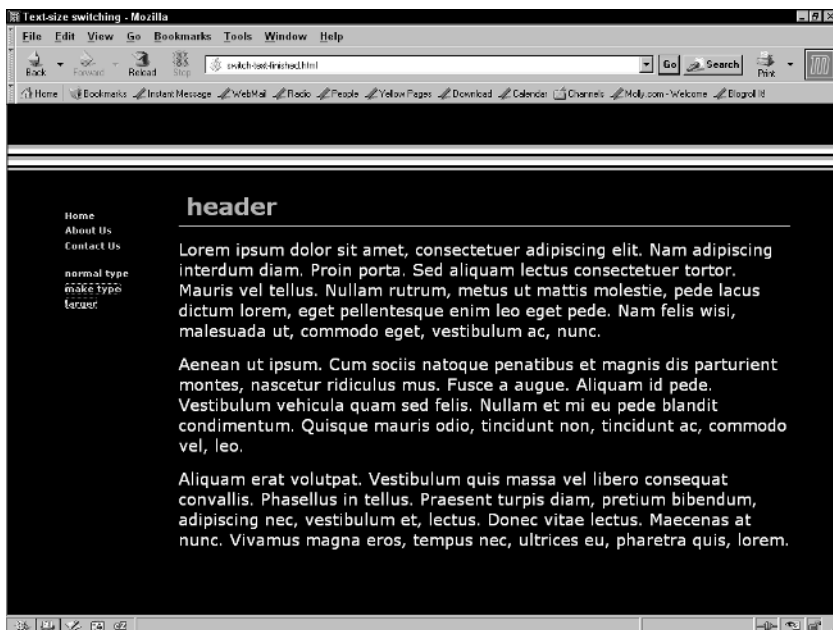 Text-size switching - Mozilla
File Edit View Go Bookmarks Tools Window Help
Back Forward Reload Stop switch-text-finished.html Go Search Print
Home Bookmarks Instant Message WebMail Radio People Yellow Pages Download Calendar Channels Molly.com - Welcome Blogroll It!
header
Home
About Us
Contact Us
normal type
make type
larger
Lorem ipsum dolor sit amet, consectetuer adipiscing elit. Nam adipiscing
interdum diam. Proin porta. Sed aliquam lectus consectetuer tortor.
Mauris vel tellus. Nullam rutrum, metus ut mattis molestie, pede lacus
dictum lorem, eget pellentesque enim leo eget pede. Nam felis wisi,
malesuada ut, commodo eget, vestibulum ac, nunc.
Aenean ut ipsum. Cum sociis natoque penatibus et magnis dis parturient
montes, nascetur ridiculus mus. Fusce a augue. Aliquam id pede.
Vestibulum vehicula quam sed felis. Nullam et mi eu pede blandit
condimentum. Quisque mauris odio, tincidunt non, tincidunt ac, commodo
vel, leo.
Aliquam erat volutpat. Vestibulum quis massa vel libero consequat
convallis. Phasellus in tellus. Praesent turpis diam, pretium bibendum,
adipiscing nec, vestibulum et, lectus. Donec vitae lectus. Maecenas at
nunc. Vivamus magna eros, tempus nec, ultrices eu, pharetra quis, lorem.